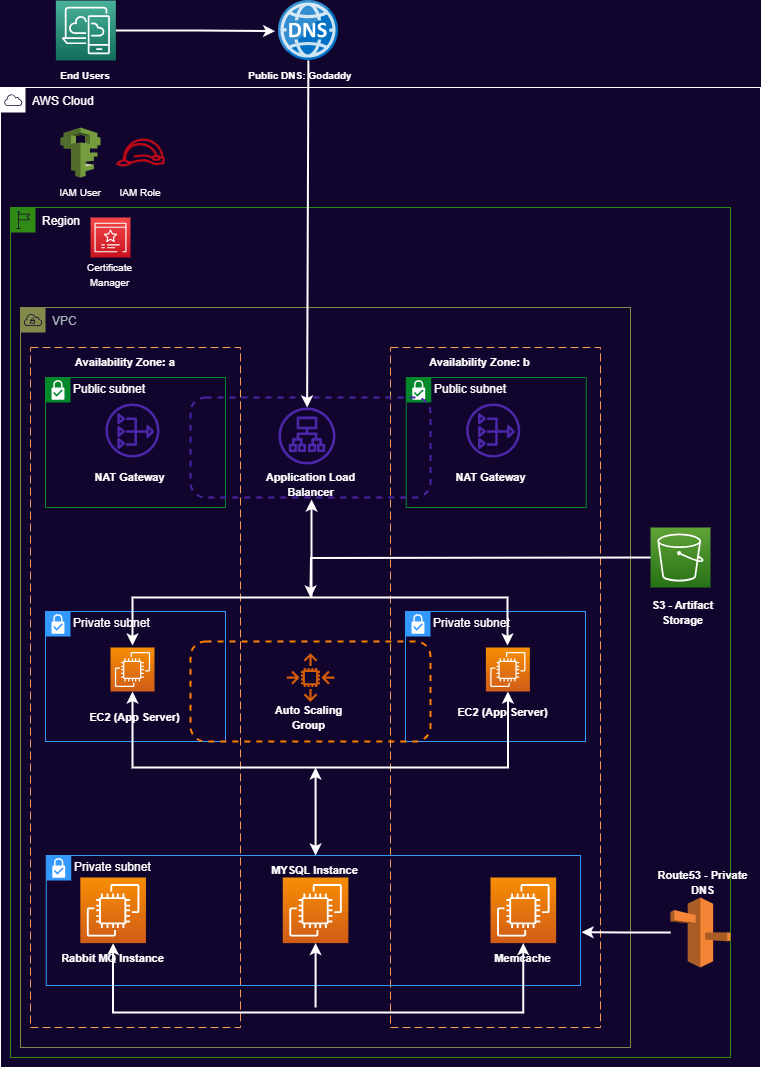 DNS
End Users
Public DNS: Godaddy
AWS Cloud
IAM User
IAM Role
Region
Certificate
Manager
VPC
Availability Zone: a
Availability Zone: b
Public subnet
Public subnet
NAT Gateway
Application Load
Balancer
NAT Gateway
S3 - Artifact
Storage
Private subnet
Private subnet
EC2 (App Server)
Auto Scaling
Group
EC2 (App Server)
Private subnet
MYSQL Instance
Route53 - Private
DNS
Rabbit MQ Instance
Memcache